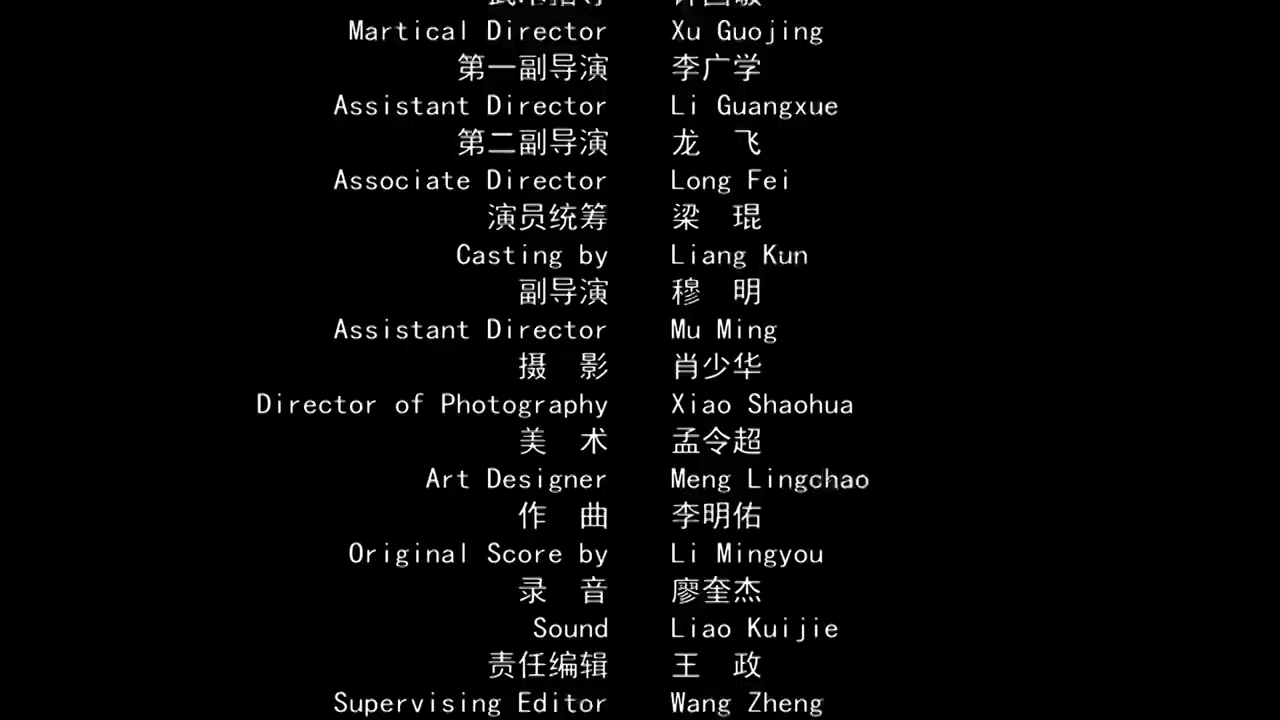 Martical Director Xu Guojing
第一副导演 李广学
Assistant Director Li Guangxue
第二副导演 龙 飞
Associate Director Long Fei
演员统筹 梁 琨
Casting by Liang Kun
副导演 穆 明
Assistant Director Mu Ming
摄 影 肖少华
Director of Photography Xiao Shaohua
美 术 孟令超
Art Designer Meng Lingchao
作 曲 李明佑
Original Score by Li Mingyou
录 音 廖奎杰
Sound Liao Kuijie
责任编辑 王 政
Supervising Editor Wang Zheng